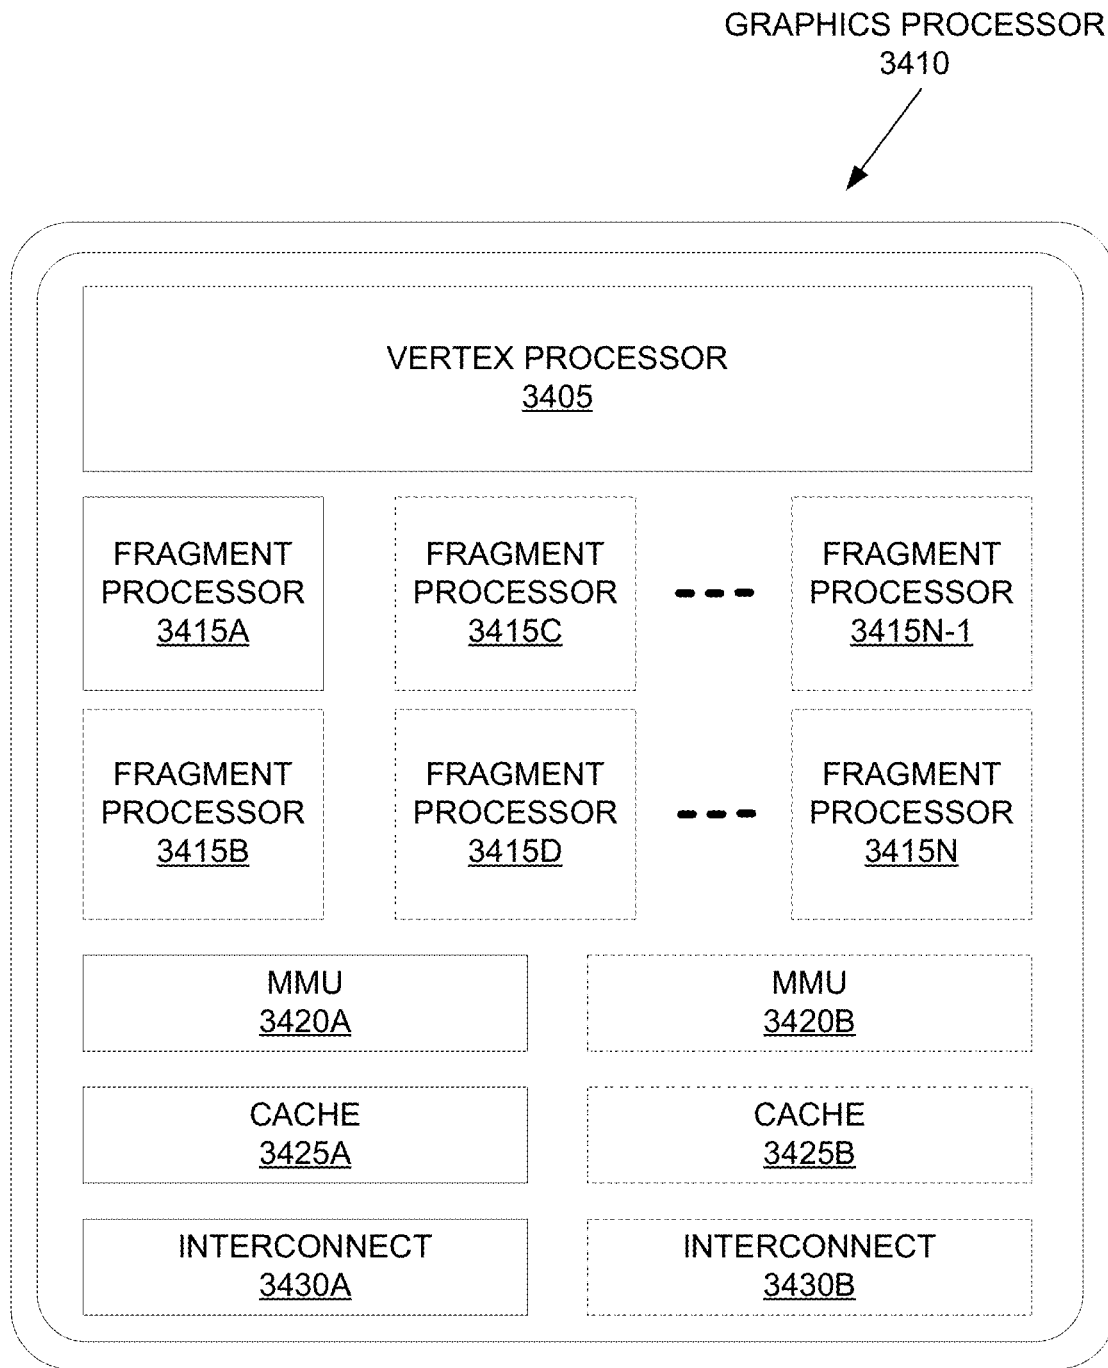 GRAPHICS PROCESSOR
3410
VERTEX PROCESSOR
3405
FRAGMENT
PROCESSOR
3415A
FRAGMENT
PROCESSOR
3415C
FRAGMENT
PROCESSOR
3415N-1
FRAGMENT
PROCESSOR
3415B
FRAGMENT
PROCESSOR
3415D
FRAGMENT
PROCESSOR
3415N
MMU
3420A
MMU
3420B
CACHE
3425A
CACHE
3425B
INTERCONNECT
3430A
INTERCONNECT
3430B